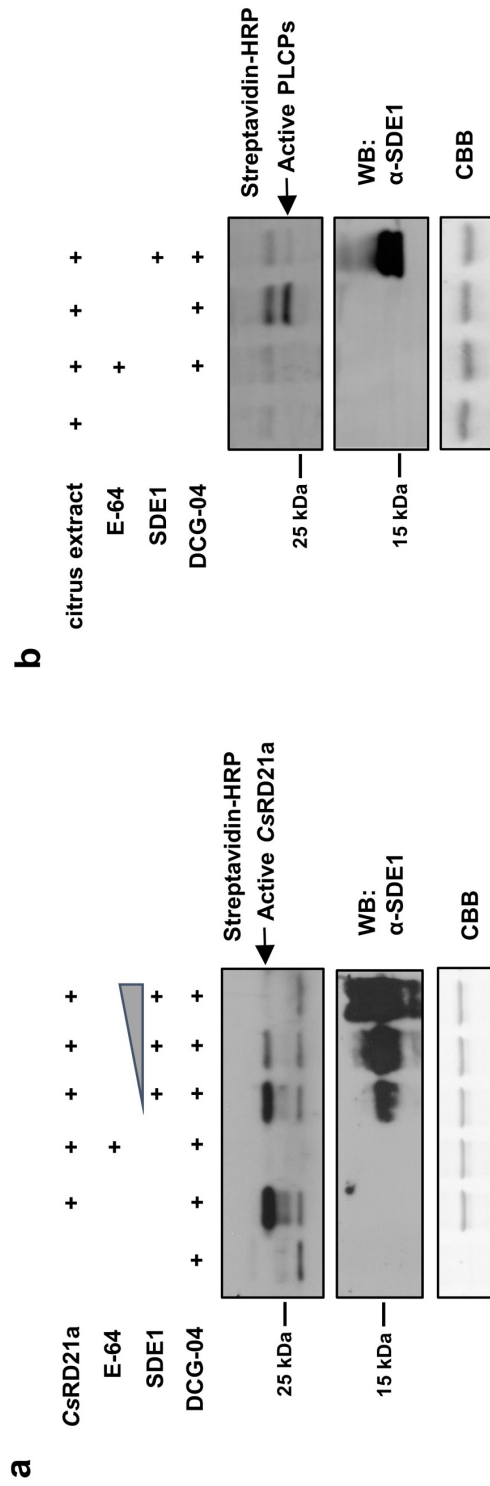 a
CsRD21a + + + + +
E-64 +
SDE1 + + +
DCG-04 + + + + + +
Streptavidin-HRP
Active CsRD21a
25 kDa
WB:
α-SDE1
15 kDa
CBB
b
citrus extract + + + +
E-64 +
SDE1 +
DCG-04 + + +
Streptavidin-HRP
Active PLCPs
25 kDa
WB:
α-SDE1
15 kDa
CBB